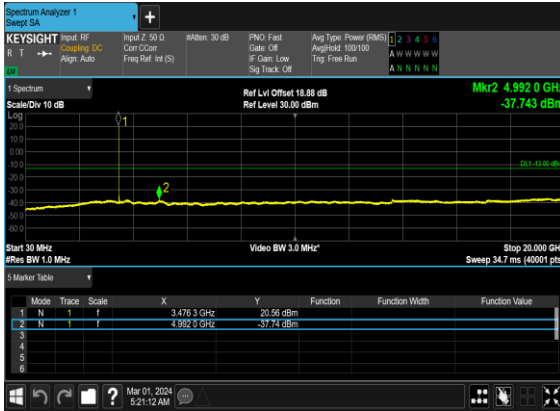 Spectrum Analyzer 1
Swept SA
+
KEYSIGHT Input: RF Input Z: 50 Ω #Atten: 30 dB PNO: Fast Avg Type: Power (RMS) 1 2 3 4 5 6
R T Coupling: DC Corr CCorr Gate: Off Avg|Hold: 100/100 A W W W W W
Align: Auto Freq Ref: Int (S) IF Gain: Low Trig: Free Run
Sig Track: Off A N N N N N
1 Spectrum Ref Lvl Offset 18.88 dB Mkr2 4.992 0 GHz
Scale/Div 10 dB Ref Level 30.00 dBm -37.743 dBm
Log
20.0
10.0
0.00
-10.0
-20.0
-30.0
-40.0
-50.0
-60.0
1
2
DL1 -13.00 dBm
Start 30 MHz Video BW 3.0 MHz* Stop 20.000 GHz
#Res BW 1.0 MHz Sweep 34.7 ms (40001 pts)
5 Marker Table
Mode Trace Scale X Y Function Function Width Function Value
1 N 1 f 3.476 3 GHz 20.56 dBm
2 N 1 f 4.992 0 GHz -37.74 dBm
3
4
5
6
? Mar 01, 2024
5:21:12 AM